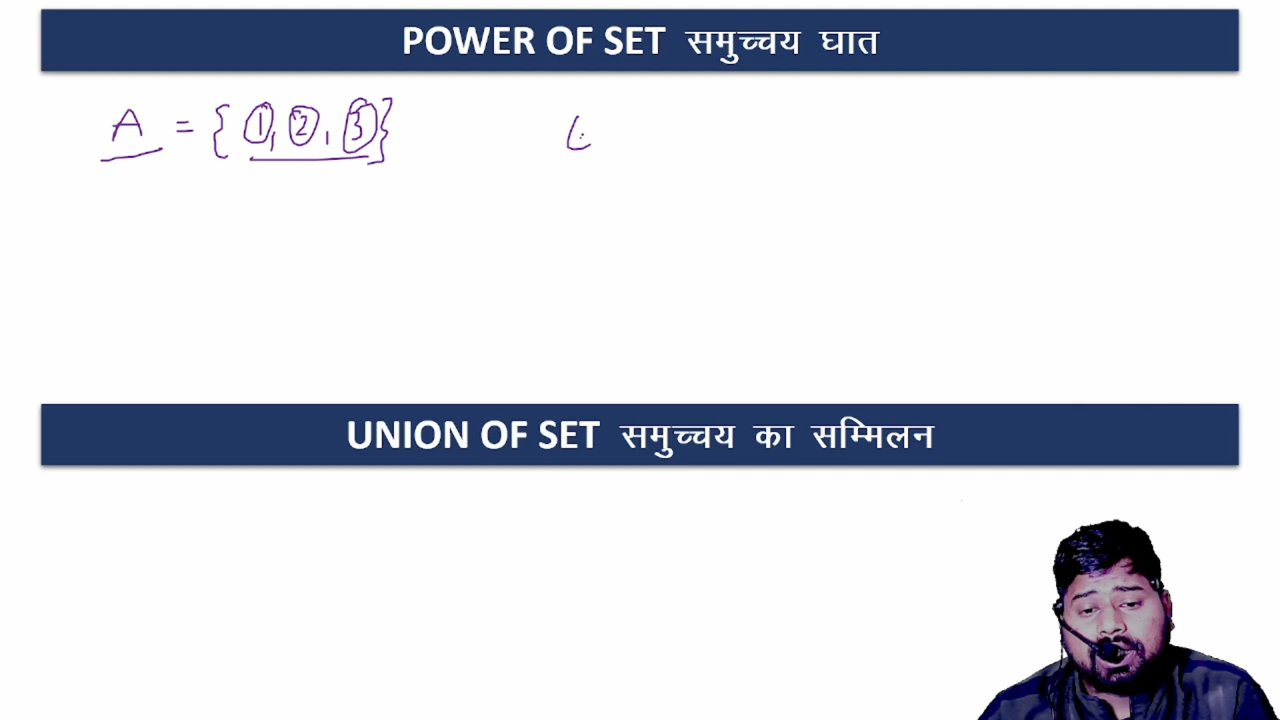 POWER OF SET समुच्चय घात
A = { 1, 2, 3 }
UNION OF SET समुच्चय का सम्मिलन